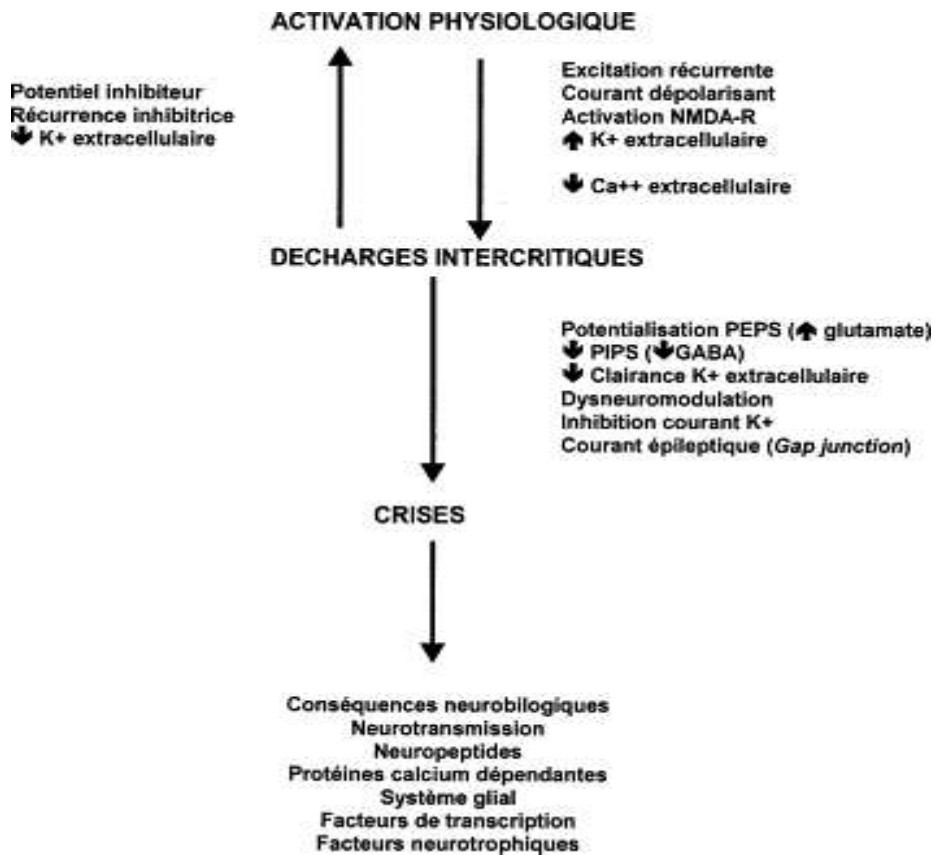 ACTIVATION PHYSIOLOGIQUE
Potentiel inhibiteur
Récurrence inhibitrice
🡇 K+ extracellulaire
Excitation récurrente
Courant dépolarisant
Activation NMDA-R
🡅 K+ extracellulaire
🡇 Ca++ extracellulaire
DECHARGES INTERCRITIQUES
Potentialisation PEPS (🡅 glutamate)
🡇 PIPS (🡇GABA)
🡇 Clairance K+ extracellulaire
Dysneuromodulation
Inhibition courant K+
Courant épileptique (Gap junction)
CRISES
Conséquences neurobilogiques
Neurotransmission
Neuropeptides
Protéines calcium dépendantes
Système glial
Facteurs de transcription
Facteurs neurotrophiques